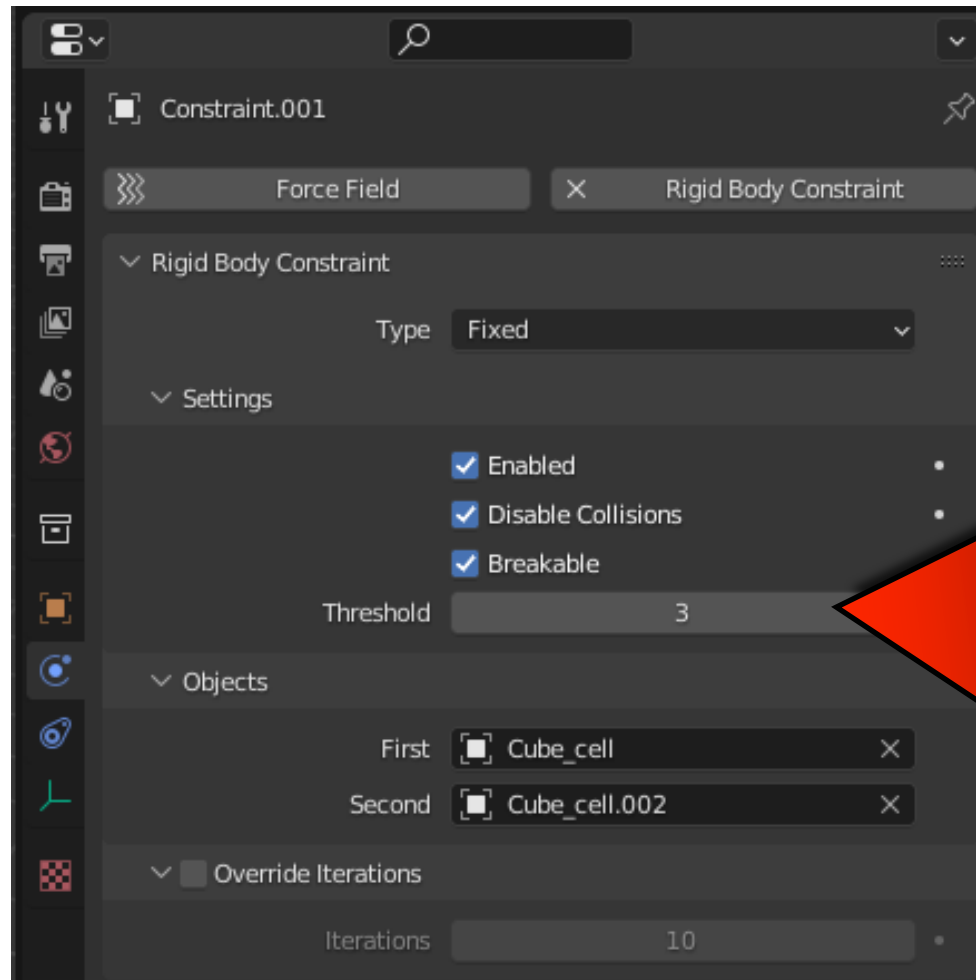 Constraint.001
Force Field Rigid Body Constraint
Rigid Body Constraint
Type Fixed
Settings
Enabled
Disable Collisions
Breakable
Threshold 3
Objects
First Cube_cell
Second Cube_cell.002
Override Iterations
Iterations 10